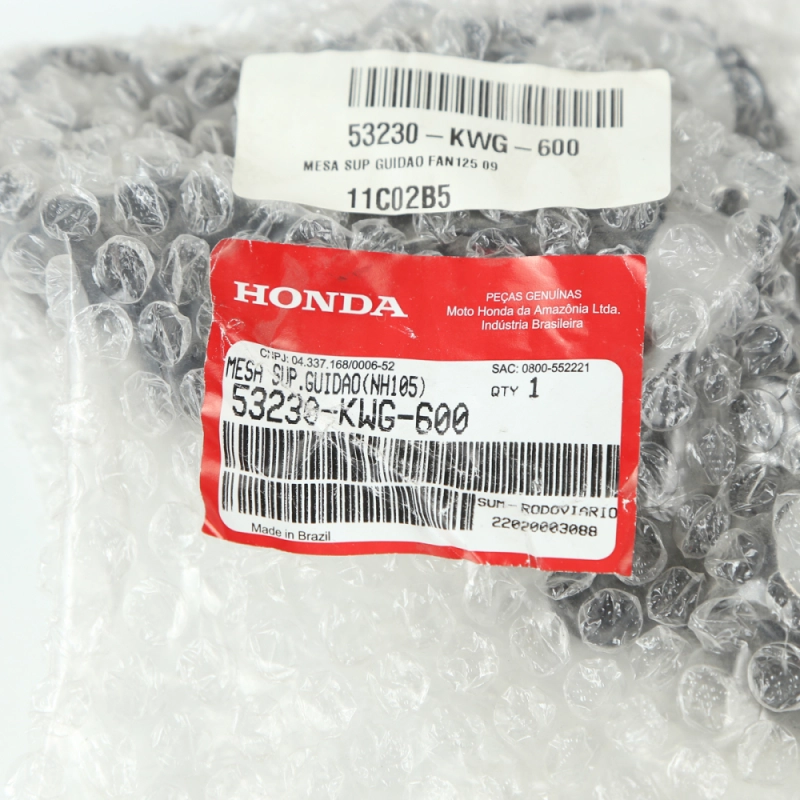 53230-KWG-600
MESA SUP GUIDAO FAN125 09
11C02B5
HONDA
PEÇAS GENUÍNAS
Moto Honda da Amazônia Ltda.
Indústria Brasileira
CNPJ: 04.337.168/0006-52
SAC: 0800-552221
MESA SUP.GUIDAO(NH105)
QTY 1
53230-KWG-600
SUM-RODOVIARIO
22020003088
Made in Brazil